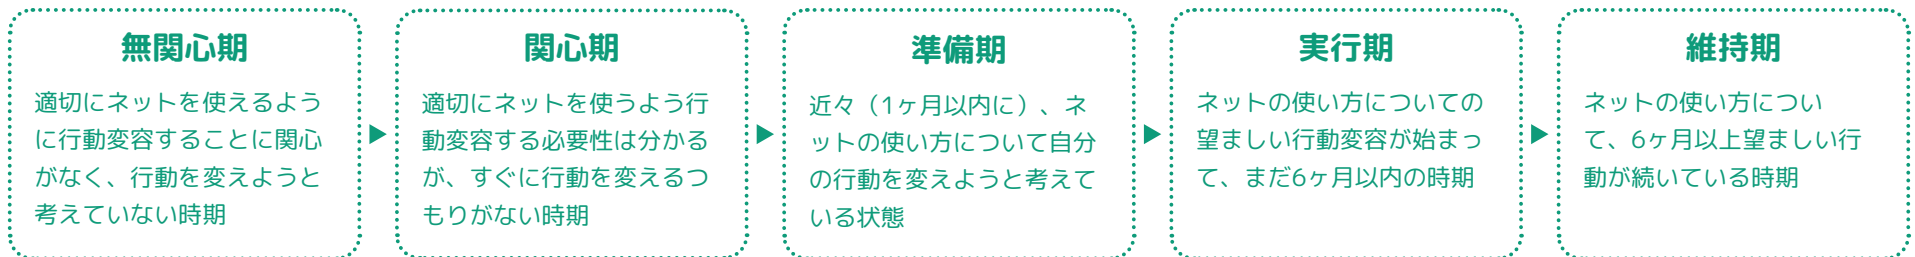 無関心期
適切にネットを使えるよう
に行動変容することに関心
がなく、行動を変えようと
考えていない時期
関心期
適切にネットを使うよう行
動変容する必要性は分かる
が、すぐに行動を変えるつ
もりがない時期
準備期
近々（1ヶ月以内に）、ネ
ットの使い方について自分
の行動を変えようと考えて
いる状態
実行期
ネットの使い方についての
望ましい行動変容が始まっ
て、まだ6ヶ月以内の時期
維持期
ネットの使い方につい
て、6ヶ月以上望ましい行
動が続いている時期